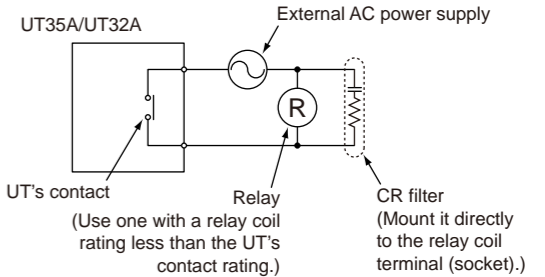 External AC power supply
UT35A/UT32A
R
UT's contact
Relay
(Use one with a relay coil
rating less than the UT's
contact rating.)
CR filter
(Mount it directly
to the relay coil
terminal (socket).)